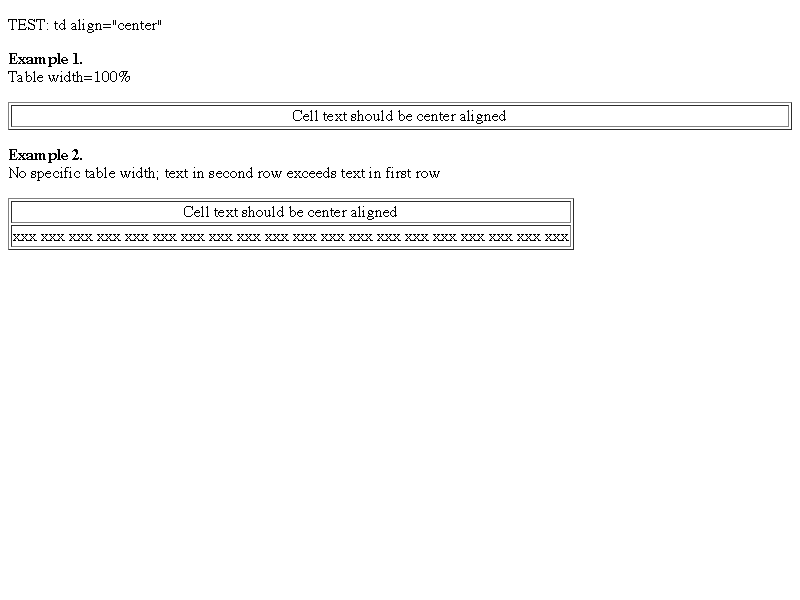 TEST: td align="center"
Example 1.
Table width=100%
Cell text should be center aligned
Example 2.
No specific table width; text in second row exceeds text in first row
Cell text should be center aligned
xxx xxx xxx xxx xxx xxx xxx xxx xxx xxx xxx xxx xxx xxx xxx xxx xxx xxx xxx xxx